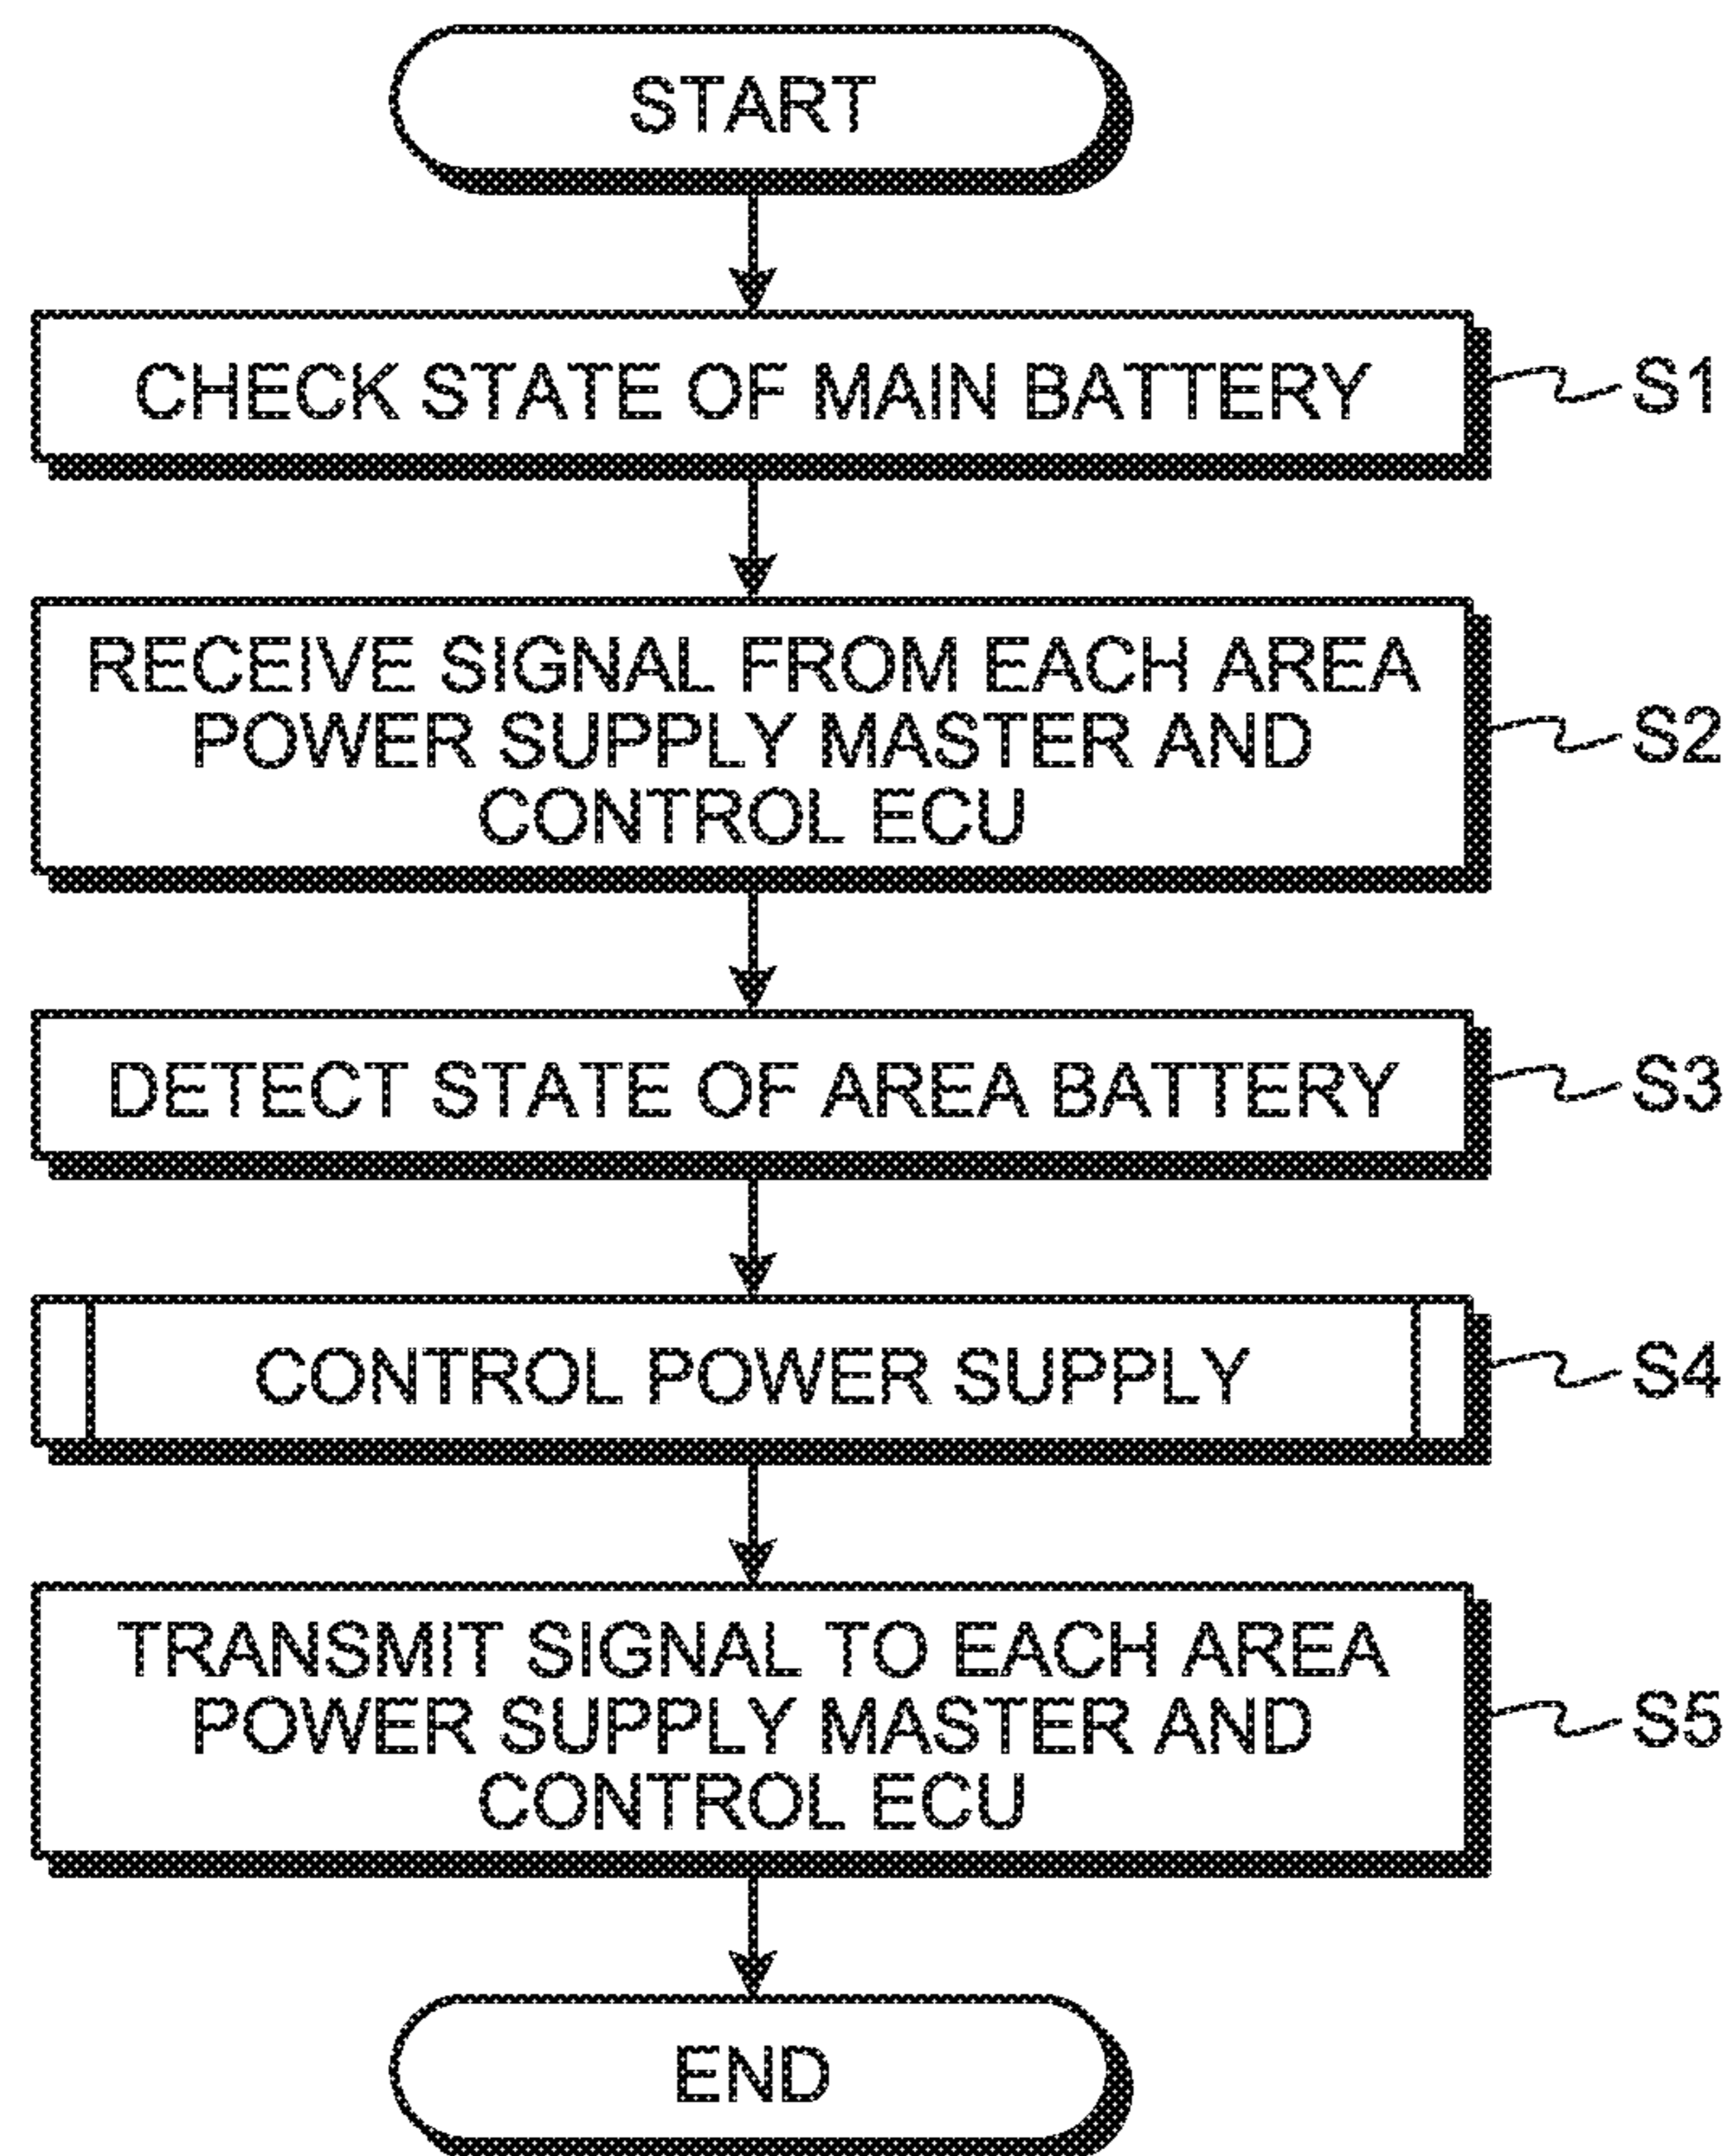 START
CHECK STATE OF MAIN BATTERY
S1
RECEIVE SIGNAL FROM EACH AREA
POWER SUPPLY MASTER AND
CONTROL ECU
S2
DETECT STATE OF AREA BATTERY
S3
CONTROL POWER SUPPLY
S4
TRANSMIT SIGNAL TO EACH AREA
POWER SUPPLY MASTER AND
CONTROL ECU
S5
END